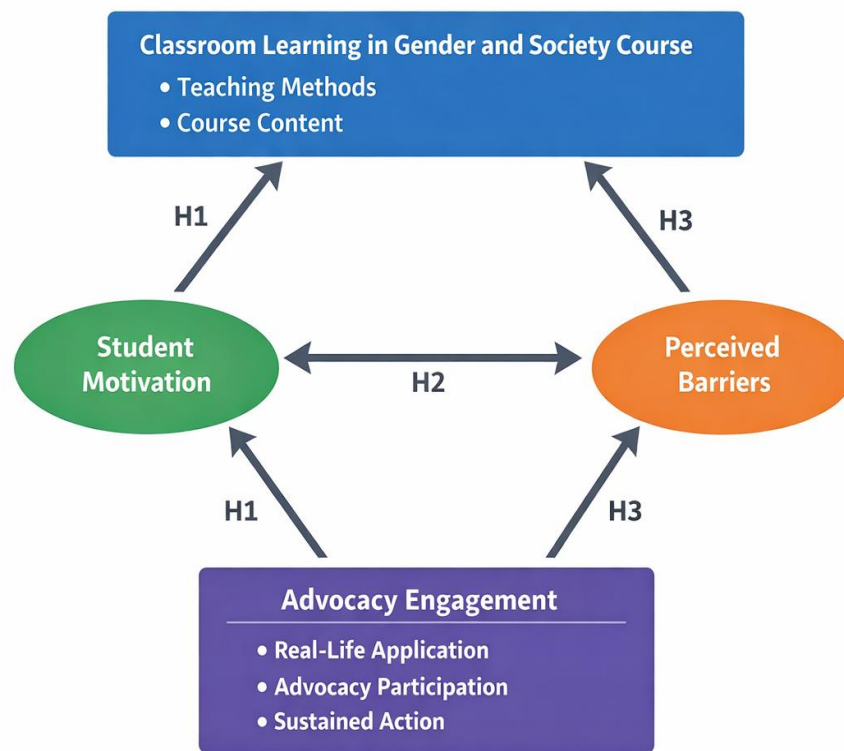 Classroom Learning in Gender and Society Course
• Teaching Methods
• Course Content
H1
H3
Student
Motivation
H2
Perceived
Barriers
H1
H3
Advocacy Engagement
• Real-Life Application
• Advocacy Participation
• Sustained Action